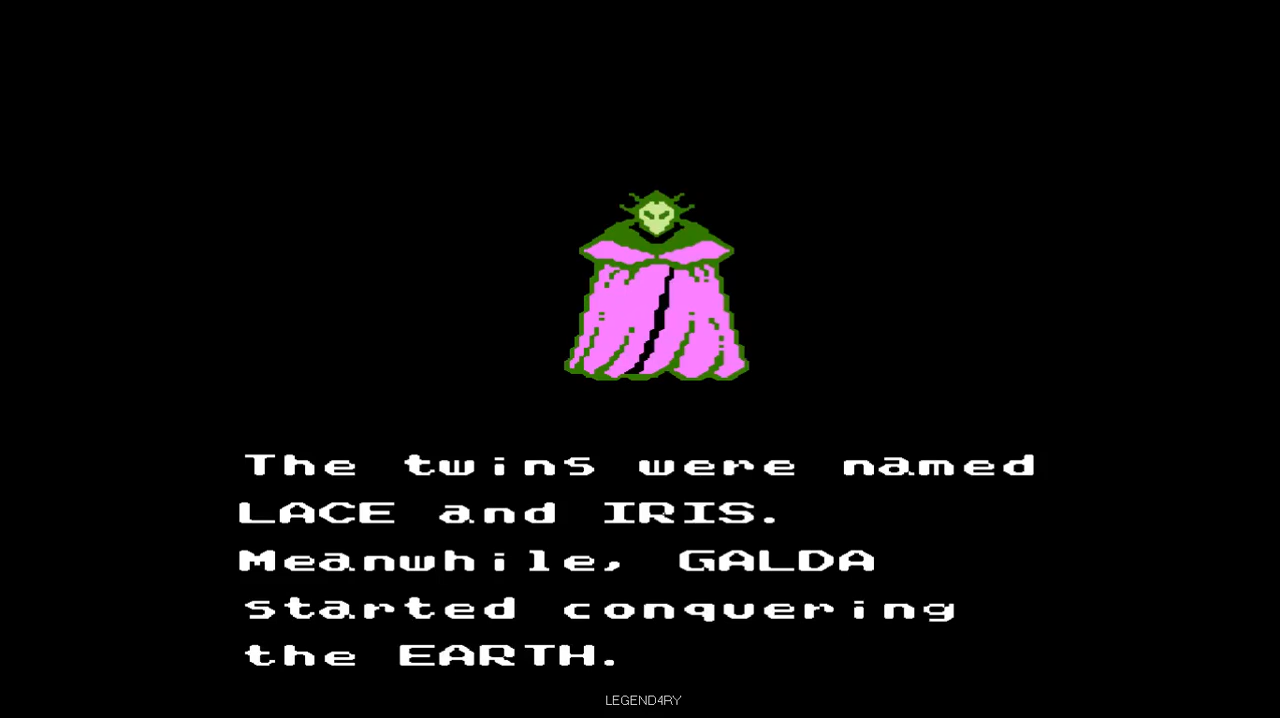 The twins were named
LACE and IRIS.
Meanwhile, GALDA
started conquering
the EARTH.
LEGEND4RY